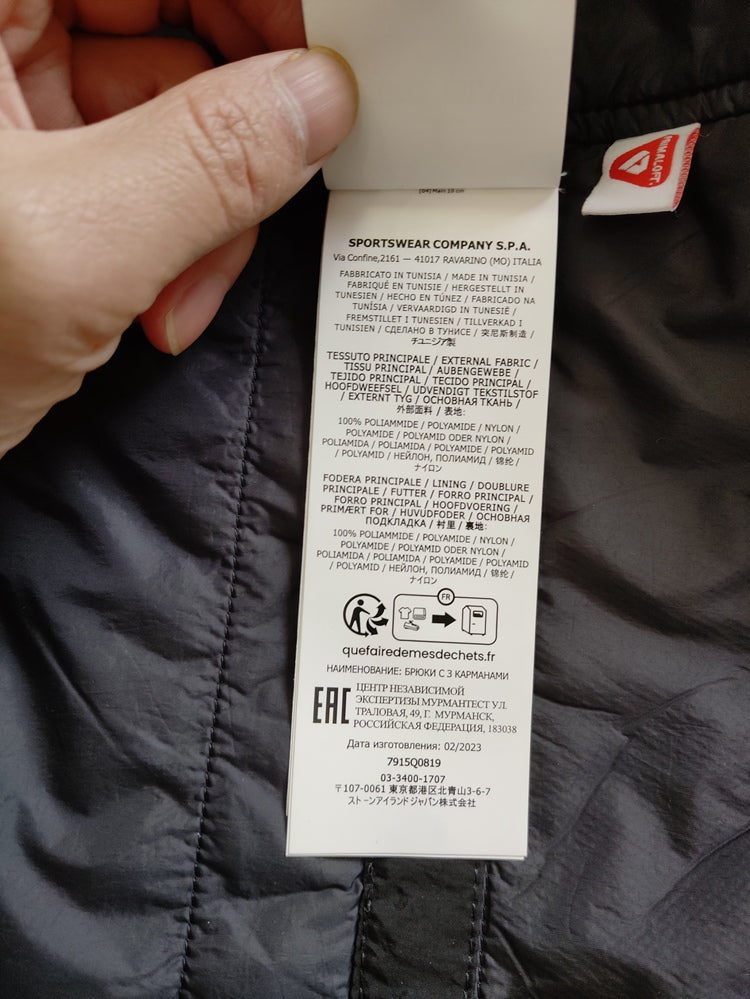 (04) Main 10 cm
PRIMALOFT
SPORTSWEAR COMPANY S.P.A.
Via Confine,2161 — 41017 RAVARINO (MO) ITALIA
FABBRICATO IN TUNISIA / MADE IN TUNISIA /
FABRIQUÉ EN TUNISIE / HERGESTELLT IN
TUNESIEN / HECHO EN TÚNEZ / FABRICADO NA
TUNÍSIA / VERVAARDIGD IN TUNESIË /
FREMSTILLET I TUNESIEN / TILLVERKAD I
TUNISIEN / СДЕЛАНО В ТУНИСЕ / 突尼斯制造 /
チュニジア製
TESSUTO PRINCIPALE / EXTERNAL FABRIC /
TISSU PRINCIPAL / AUBENGEWEBE /
TEJIDO PRINCIPAL / TECIDO PRINCIPAL /
HOOFDWEEFSEL / UDVENDIGT TEKSTILSTOF
/ EXTERNT TYG / ОСНОВНАЯ ТКАНЬ /
外部面料 / 表地:
100% POLIAMMIDE / POLYAMIDE / NYLON /
POLYAMIDE / POLYAMID ODER NYLON /
POLIAMIDA / POLIAMIDA / POLYAMIDE / POLYAMID
/ POLYAMID / НЕЙЛОН, ПОЛИАМИД / 锦纶 /
ナイロン
FODERA PRINCIPALE / LINING / DOUBLURE
PRINCIPALE / FUTTER / FORRO PRINCIPAL /
FORRO PRINCIPAL / HOOFDVOERING /
PRIMÆRT FOR / HUVUDFODER / ОСНОВНАЯ
ПОДКЛАДКА / 衬里 / 裏地:
100% POLIAMMIDE / POLYAMIDE / NYLON /
POLYAMIDE / POLYAMID ODER NYLON /
POLIAMIDA / POLIAMIDA / POLYAMIDE / POLYAMID
/ POLYAMID / НЕЙЛОН, ПОЛИАМИД / 锦纶 /
ナイロン
FR
quefairedemesdechets.fr
НАИМЕНОВАНИЕ: БРЮКИ С 3 КАРМАНАМИ
EAC
ЦЕНТР НЕЗАВИСИМОЙ
ЭКСПЕРТИЗЫ МУРМАНТЕСТ УЛ.
ТРАЛОВАЯ, 49, Г. МУРМАНСК,
РОССИЙСКАЯ ФЕДЕРАЦИЯ, 183038
Дата изготовления: 02/2023
7915Q0819
03-3400-1707
〒107-0061 東京都港区北青山3-6-7
ストーンアイランドジャパン株式会社